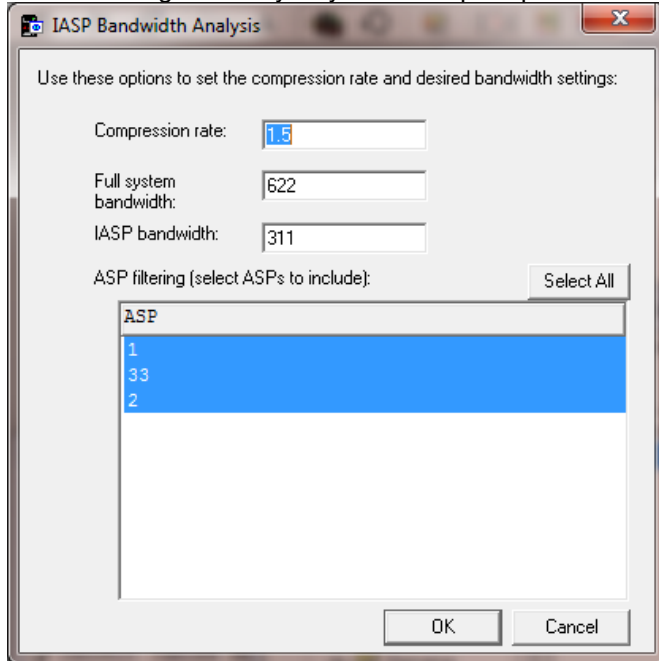 IASP Bandwidth Analysis
Use these options to set the compression rate and desired bandwidth settings:
Compression rate:
1.5
Full system
bandwidth:
622
IASP bandwidth:
311
ASP filtering (select ASPs to include):
Select All
ASP
1
33
2
OK
Cancel